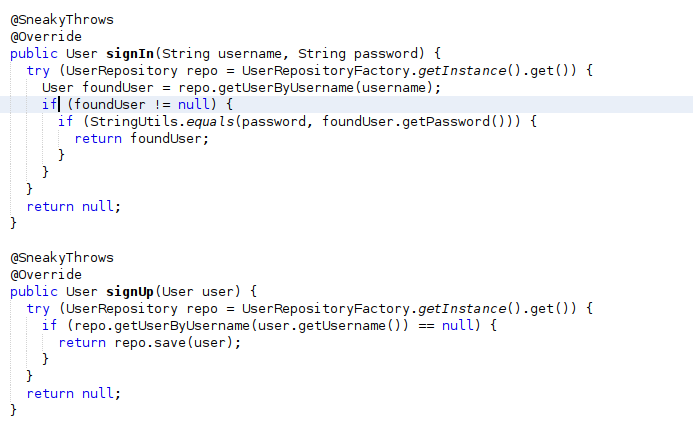 @SneakyThrows
@Override
public User signIn(String username, String password) {
  try (UserRepository repo = UserRepositoryFactory.getInstance().get()) {
    User foundUser = repo.getUserByUsername(username);
    if (foundUser != null) {
      if (StringUtils.equals(password, foundUser.getPassword())) {
        return foundUser;
      }
    }
  }
  return null;
}

@SneakyThrows
@Override
public User signUp(User user) {
  try (UserRepository repo = UserRepositoryFactory.getInstance().get()) {
    if (repo.getUserByUsername(user.getUsername()) == null) {
      return repo.save(user);
    }
  }
  return null;
}